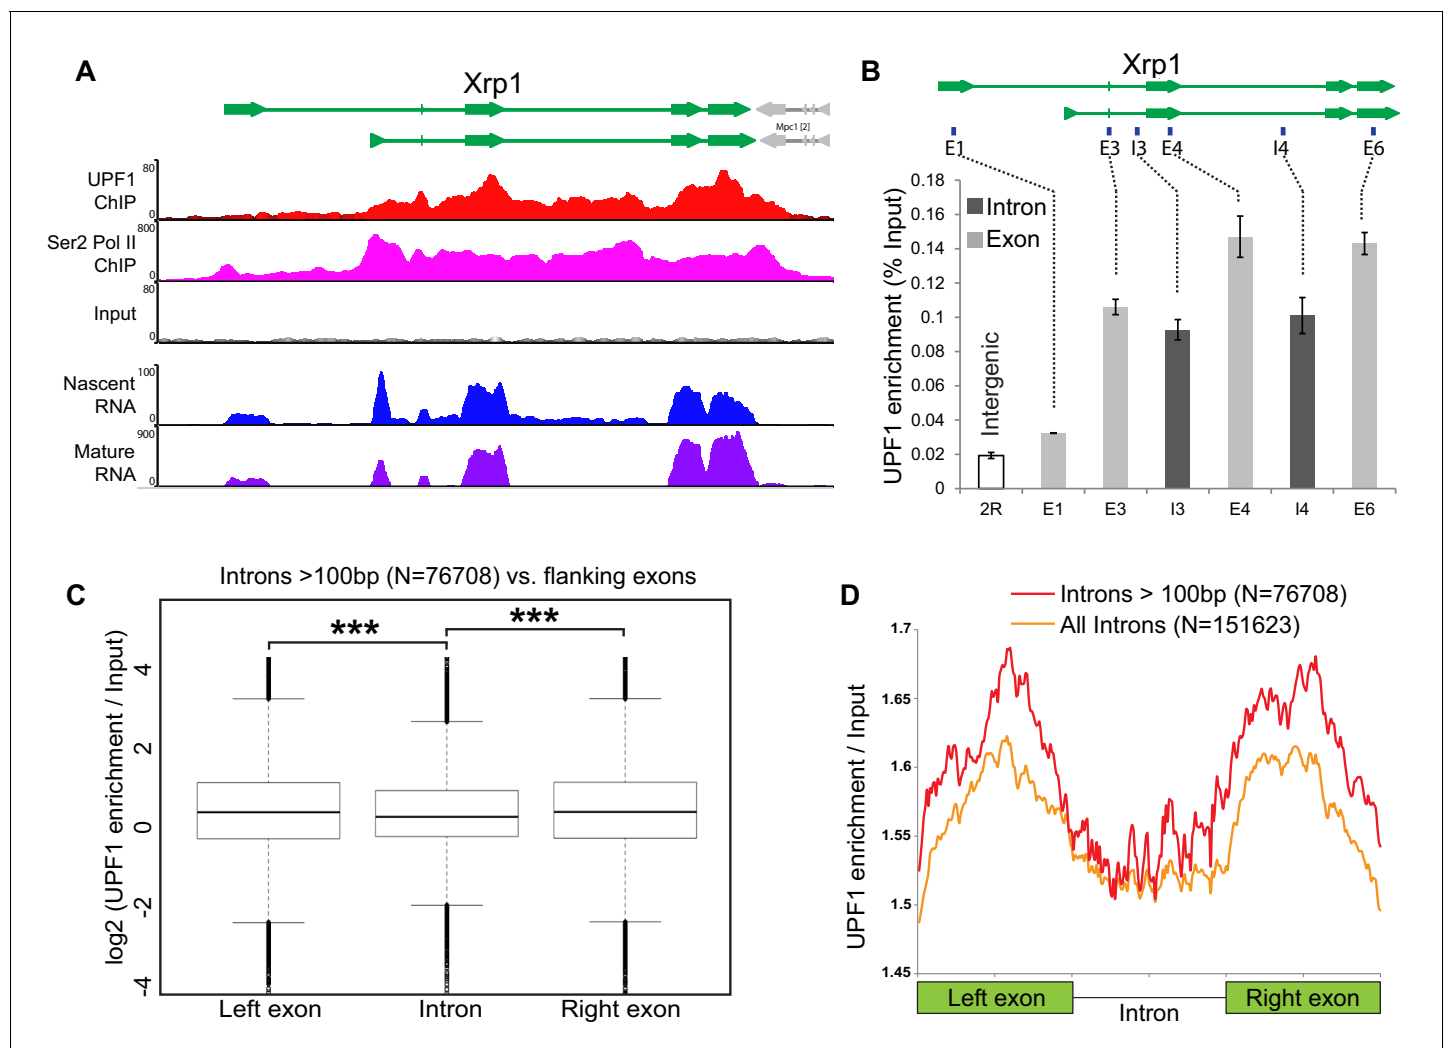 A
Xrp1
Mpc1 [2]
UPF1
ChIP
80
0
Ser2 Pol II
ChIP
800
0
Input
80
0
Nascent
RNA
100
0
Mature
RNA
900
0
B
Xrp1
E1
E3
I3
E4
I4
E6
UPF1 enrichment (% Input)
0.18
0.16
0.14
0.12
0.1
0.08
0.06
0.04
0.02
0
Intron
Exon
Intergenic
2R
E1
E3
I3
E4
I4
E6
C
Introns >100bp (N=76708) vs. flanking exons
log2 (UPF1 enrichment / Input)
4
2
0
-2
-4
***
***
Left exon
Intron
Right exon
D
Introns > 100bp (N=76708)
All Introns (N=151623)
UPF1 enrichment / Input
1.7
1.65
1.6
1.55
1.5
1.45
Left exon
Intron
Right exon